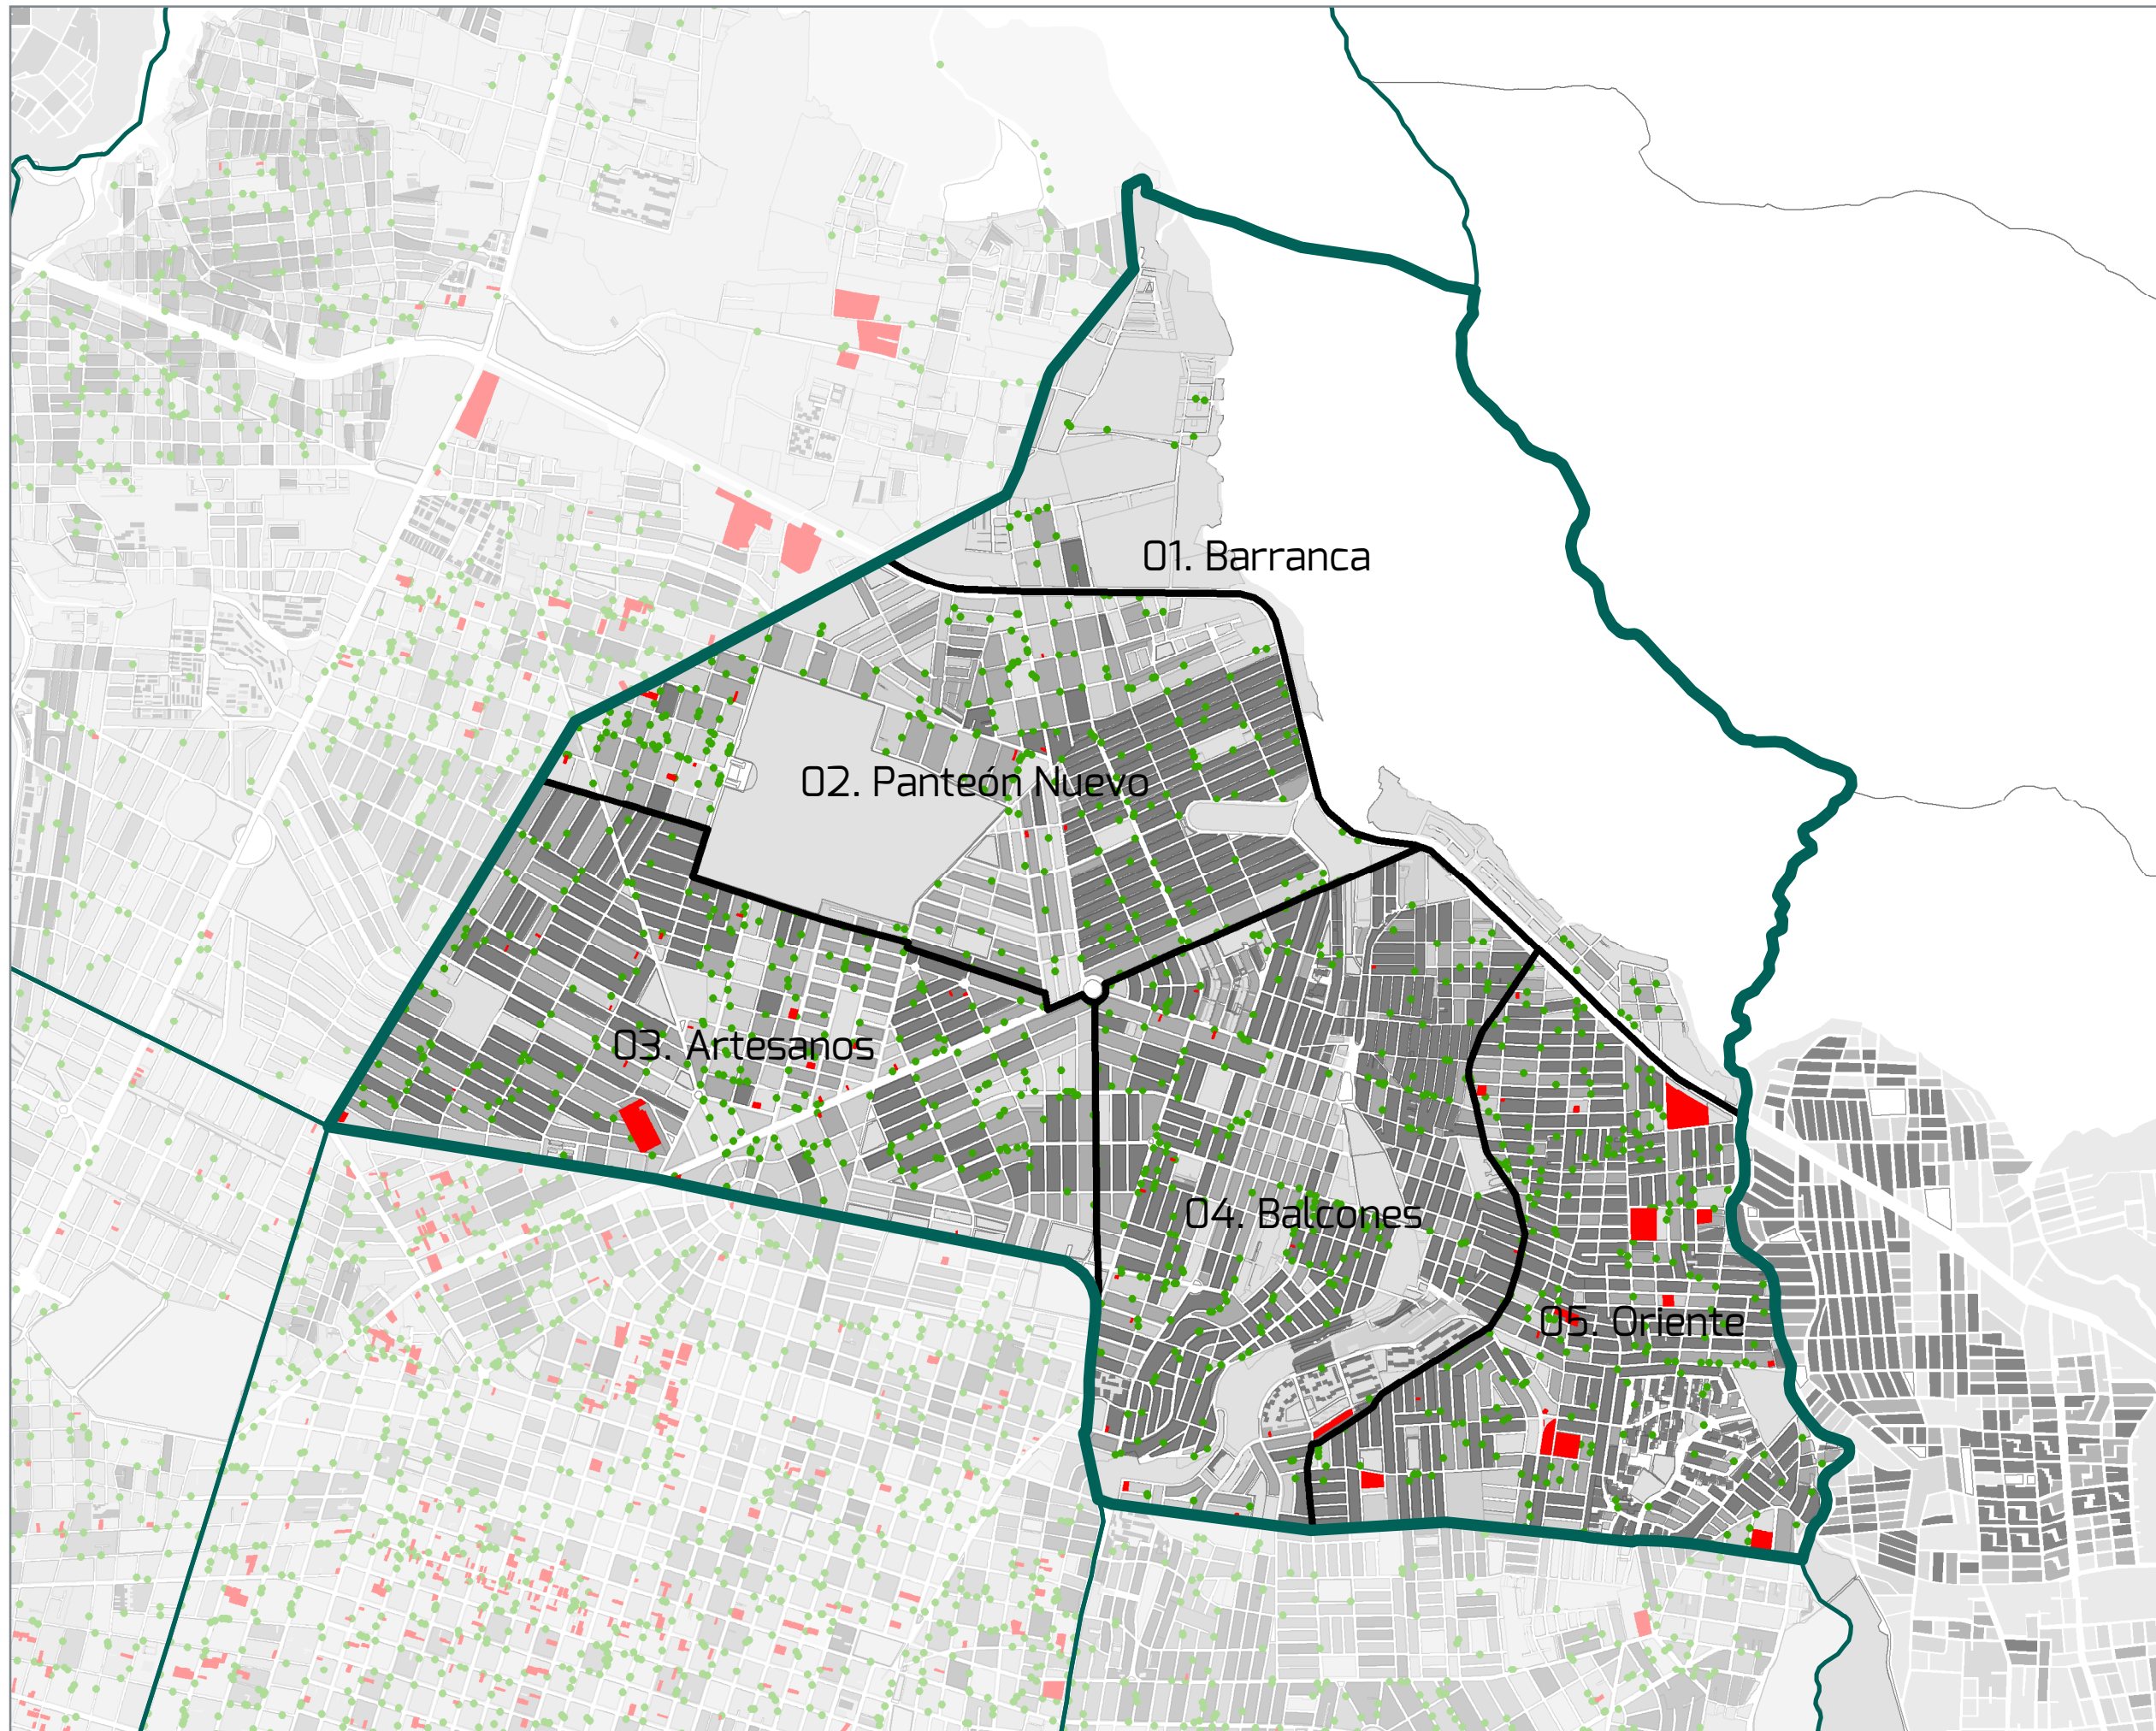 01. Barranca
02. Panteón Nuevo
03. Artesanos
04. Balcones
05. Oriente